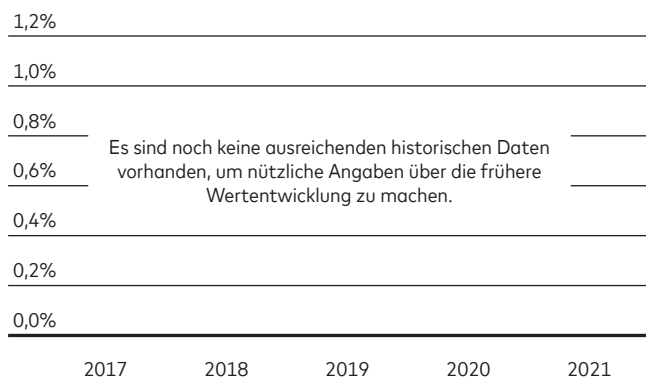 1,2%
1,0%
0,8%
Es sind noch keine ausreichenden historischen Daten
vorhanden, um nützliche Angaben über die frühere
Wertentwicklung zu machen.
0,6%
0,4%
0,2%
0,0%
2017 2018 2019 2020 2021